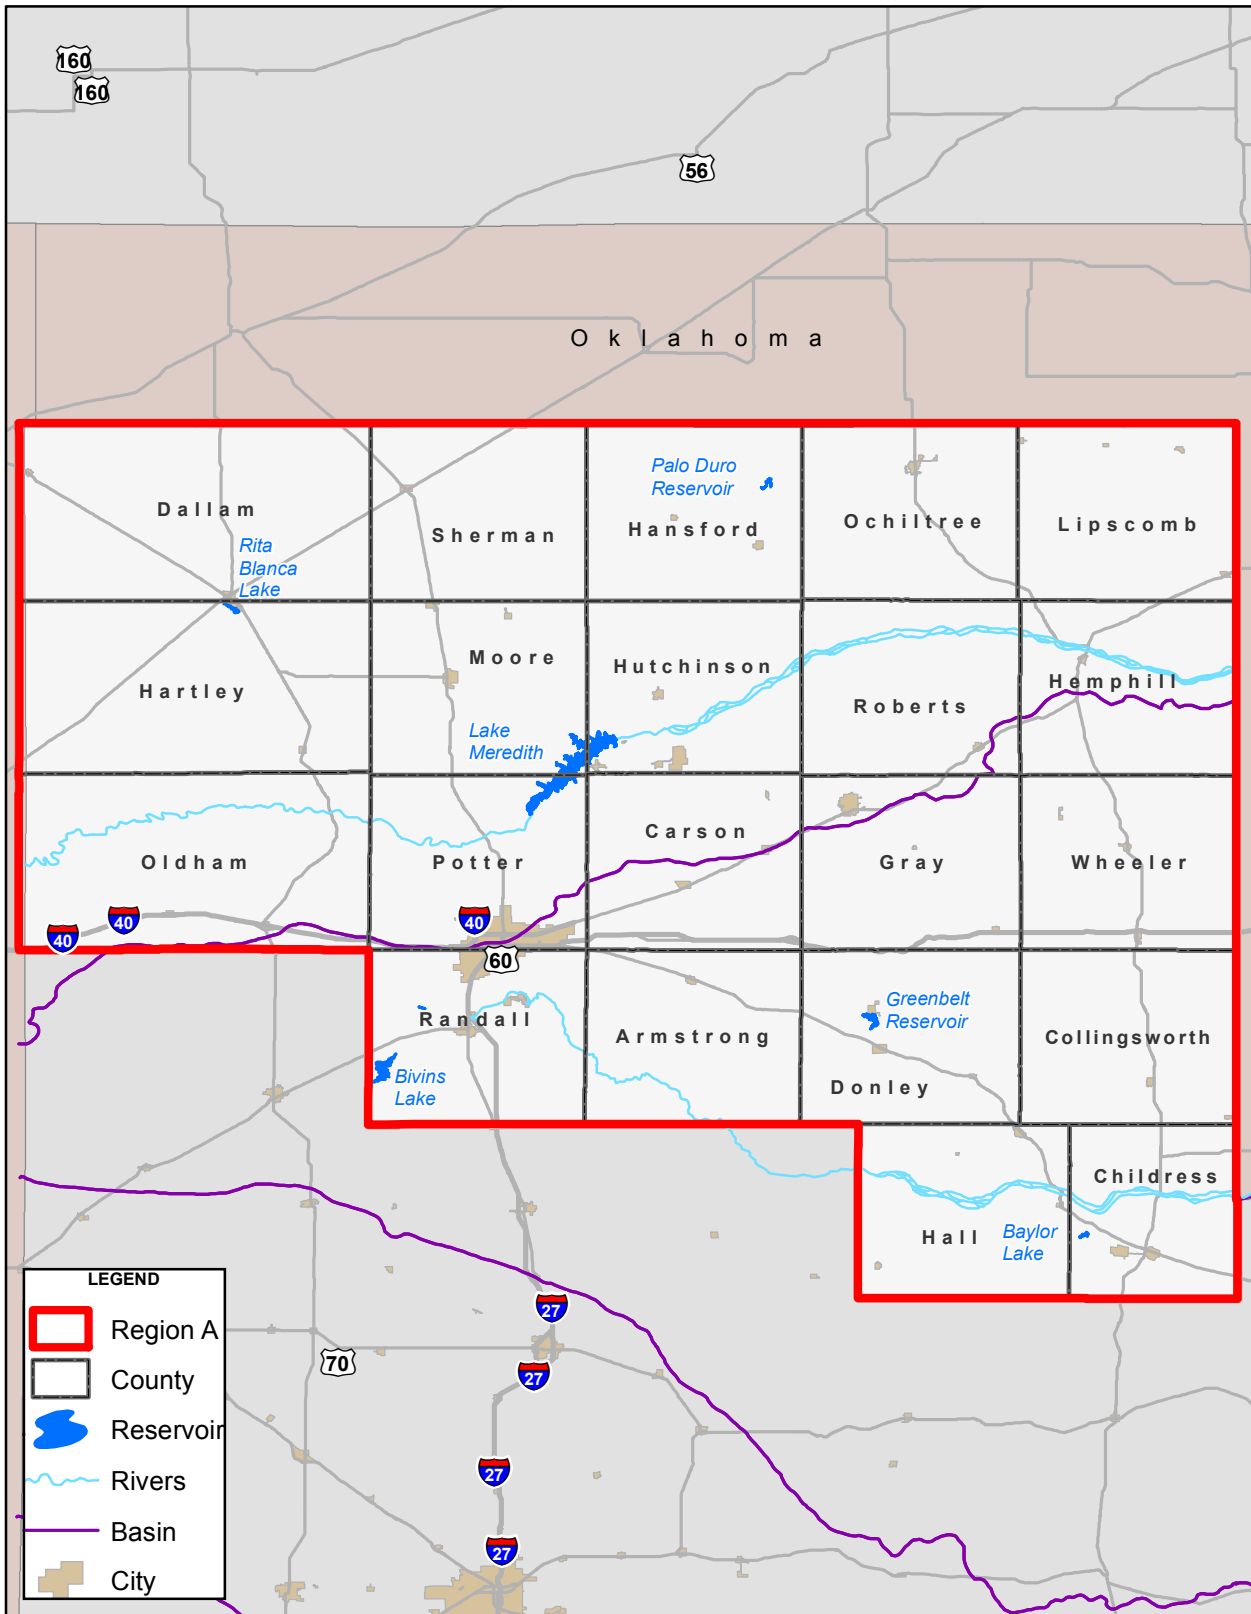 160
160
56
Oklahoma
Palo Duro
Reservoir
Dallam
Sherman
Hansford
Ochiltree
Lipscomb
Rita
Blanca
Lake
Moore
Hutchinson
Hartley
Hemphill
Roberts
Lake
Meredith
Carson
Oldham
Potter
Gray
Wheeler
40
40
40
60
Greenbelt
Reservoir
Randall
Armstrong
Collingsworth
Bivins
Lake
Donley
Childress
Hall
Baylor
Lake
27
70
27
27
27
LEGEND
Region A
County
Reservoir
Rivers
Basin
City